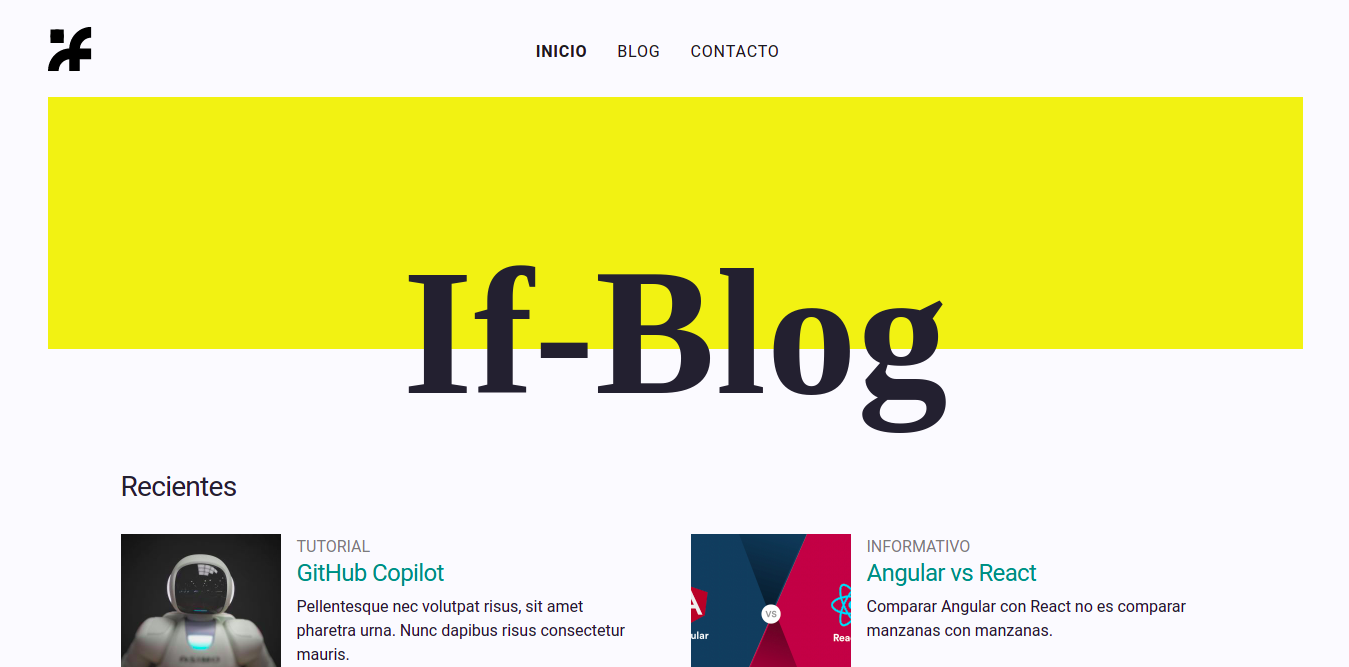 INICIO BLOG CONTACTO
If-Blog
Recientes
TUTORIAL
GitHub Copilot
Pellentesque nec volutpat risus, sit amet
pharetra urna. Nunc dapibus risus consectetur
mauris.
ular
VS
Rea
INFORMATIVO
Angular vs React
Comparar Angular con React no es comparar
manzanas con manzanas.